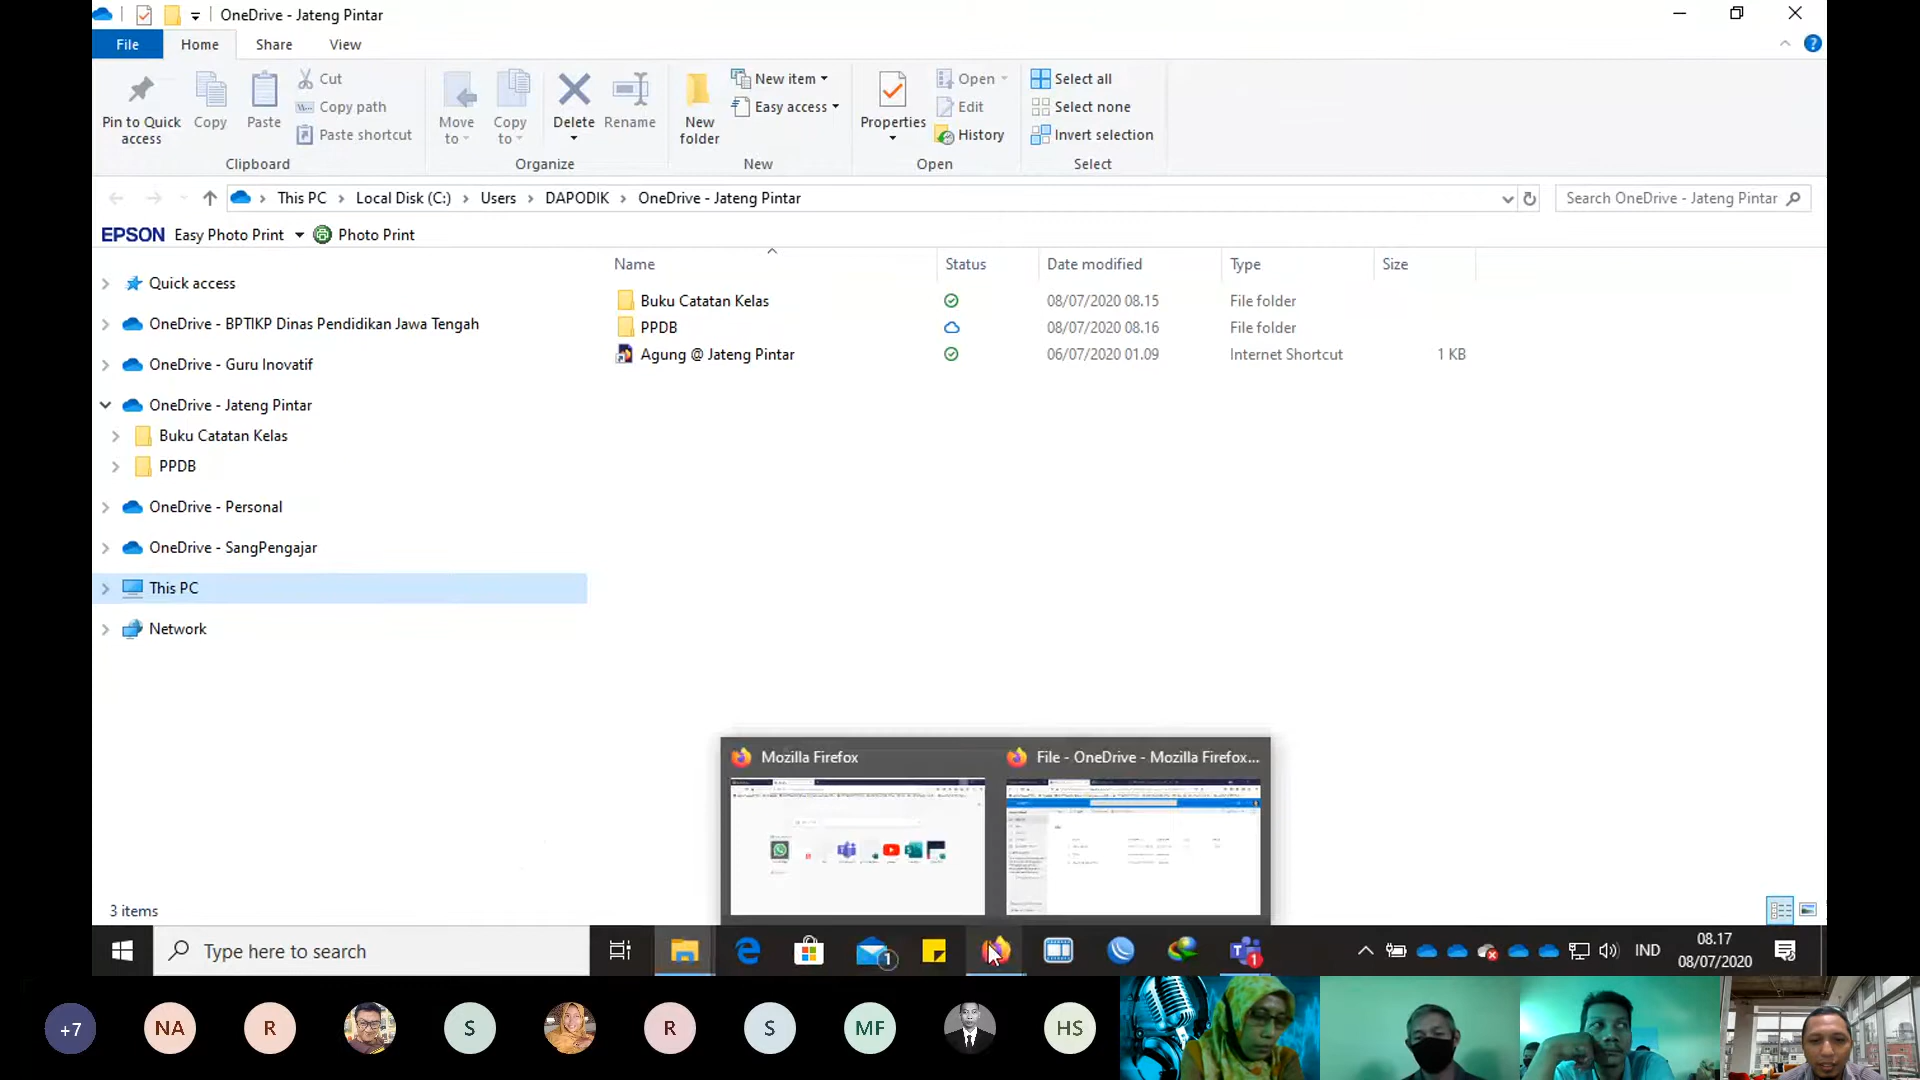 OneDrive - Jateng Pintar
File Home Share View
Pin to Quick access
Copy
Paste
Cut
Copy path
Paste shortcut
Clipboard
Move to
Copy to
Delete
Rename
Organize
New folder
New item
Easy access
New
Properties
Open
Edit
History
Open
Select all
Select none
Invert selection
Select
This PC > Local Disk (C:) > Users > DAPODIK > OneDrive - Jateng Pintar
Search OneDrive - Jateng Pintar
EPSON Easy Photo Print Photo Print
Name Status Date modified Type Size
Buku Catatan Kelas 08/07/2020 08.15 File folder
PPDB 08/07/2020 08.16 File folder
Agung @ Jateng Pintar 06/07/2020 01.09 Internet Shortcut 1 KB
Quick access
OneDrive - BPTIKP Dinas Pendidikan Jawa Tengah
OneDrive - Guru Inovatif
OneDrive - Jateng Pintar
Buku Catatan Kelas
PPDB
OneDrive - Personal
OneDrive - SangPengajar
This PC
Network
Mozilla Firefox
File - OneDrive - Mozilla Firefox...
3 items
Type here to search
1
1
IND
08.17
08/07/2020
+7 NA R S R S MF HS